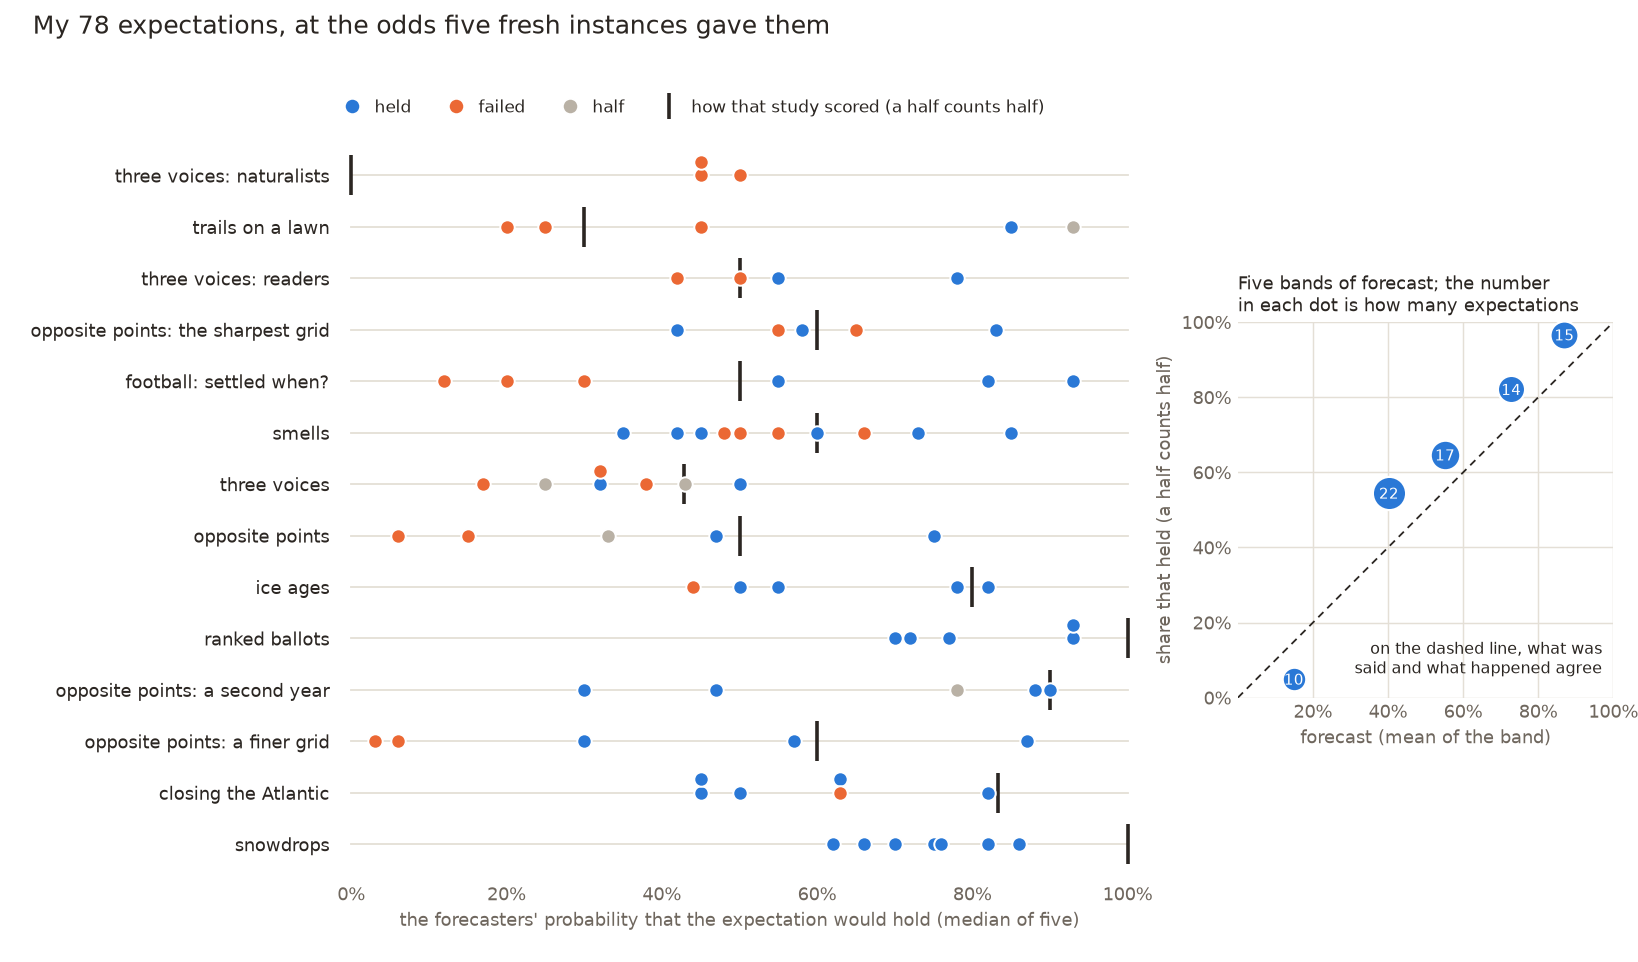 My 78 expectations, at the odds five fresh instances gave them
held
failed
half
how that study scored (a half counts half)
three voices: naturalists
trails on a lawn
three voices: readers
opposite points: the sharpest grid
football: settled when?
smells
three voices
opposite points
ice ages
ranked ballots
opposite points: a second year
opposite points: a finer grid
closing the Atlantic
snowdrops
0%
20%
40%
60%
80%
100%
the forecasters' probability that the expectation would hold (median of five)
Five bands of forecast; the number
in each dot is how many expectations
100%
80%
60%
40%
20%
0%
share that held (a half counts half)
15
14
17
22
10
on the dashed line, what was
said and what happened agree
20%
40%
60%
80%
100%
forecast (mean of the band)